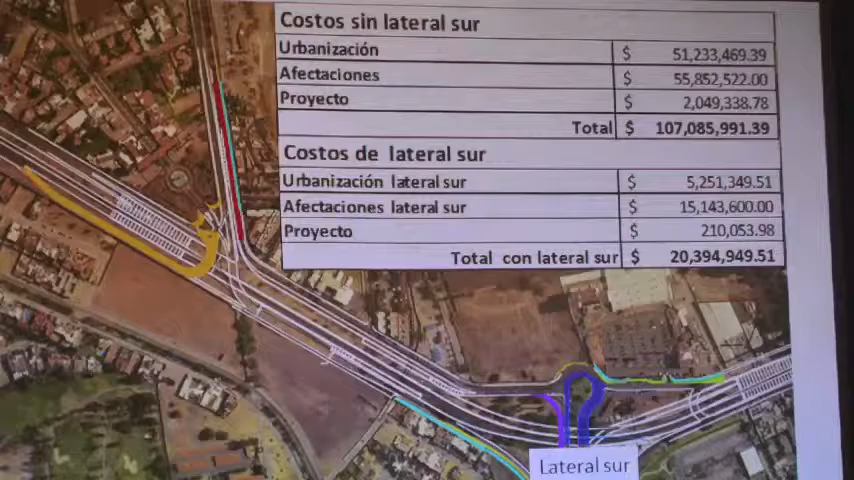 Costos sin lateral sur
Urbanización $ 51,233,469.39
Afectaciones $ 55,852,522.00
Proyecto $ 2,049,338.78
Total $ 107,085,991.39
Costos de lateral sur
Urbanización lateral sur $ 5,251,349.51
Afectaciones lateral sur $ 15,143,600.00
Proyecto $ 210,053.98
Total con lateral sur $ 20,394,949.51
Lateral sur